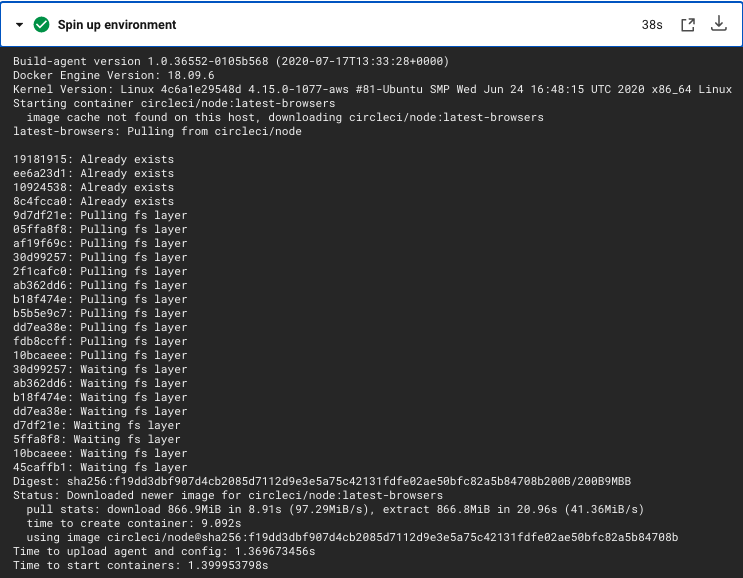 Spin up environment
38s
Build-agent version 1.0.36552-0105b568 (2020-07-17T13:33:28+0000)
Docker Engine Version: 18.09.6
Kernel Version: Linux 4c6a1e29548d 4.15.0-1077-aws #81-Ubuntu SMP Wed Jun 24 16:48:15 UTC 2020 x86_64 Linux
Starting container circleci/node:latest-browsers
image cache not found on this host, downloading circleci/node:latest-browsers
latest-browsers: Pulling from circleci/node
19181915: Already exists
ee6a23d1: Already exists
10924538: Already exists
8c4fcca0: Already exists
9d7df21e: Pulling fs layer
05ffa8f8: Pulling fs layer
af19f69c: Pulling fs layer
30d99257: Pulling fs layer
2f1cafc0: Pulling fs layer
ab362dd6: Pulling fs layer
b18f474e: Pulling fs layer
b5b5e9c7: Pulling fs layer
dd7ea38e: Pulling fs layer
fdb8ccff: Pulling fs layer
10bcaeee: Pulling fs layer
30d99257: Waiting fs layer
ab362dd6: Waiting fs layer
b18f474e: Waiting fs layer
dd7ea38e: Waiting fs layer
d7df21e: Waiting fs layer
5ffa8f8: Waiting fs layer
10bcaeee: Waiting fs layer
45caffb1: Waiting fs layer
Digest: sha256:f19dd3dbf907d4cb2085d7112d9e3e5a75c42131fdfe02ae50bfc82a5b84708b200B/200B9MBB
Status: Downloaded newer image for circleci/node:latest-browsers
pull stats: download 866.9MiB in 8.91s (97.29MiB/s), extract 866.8MiB in 20.96s (41.36MiB/s)
time to create container: 9.092s
using image circleci/node@sha256:f19dd3dbf907d4cb2085d7112d9e3e5a75c42131fdfe02ae50bfc82a5b84708b
Time to upload agent and config: 1.369673456s
Time to start containers: 1.399953798s